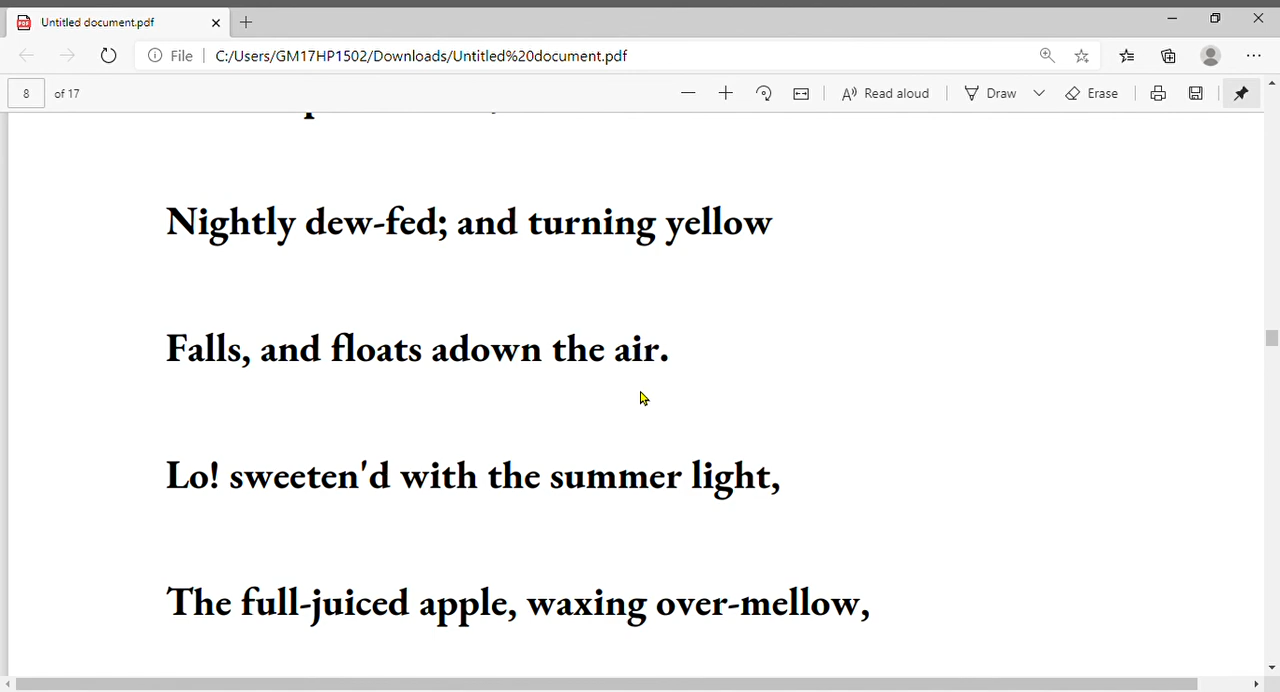 Untitled document.pdf
File
C:/Users/GM17HP1502/Downloads/Untitled%20document.pdf
8 of 17
Read aloud
Draw
Erase
Nightly dew-fed; and turning yellow
Falls, and floats adown the air.
Lo! sweeten'd with the summer light,
The full-juiced apple, waxing over-mellow,